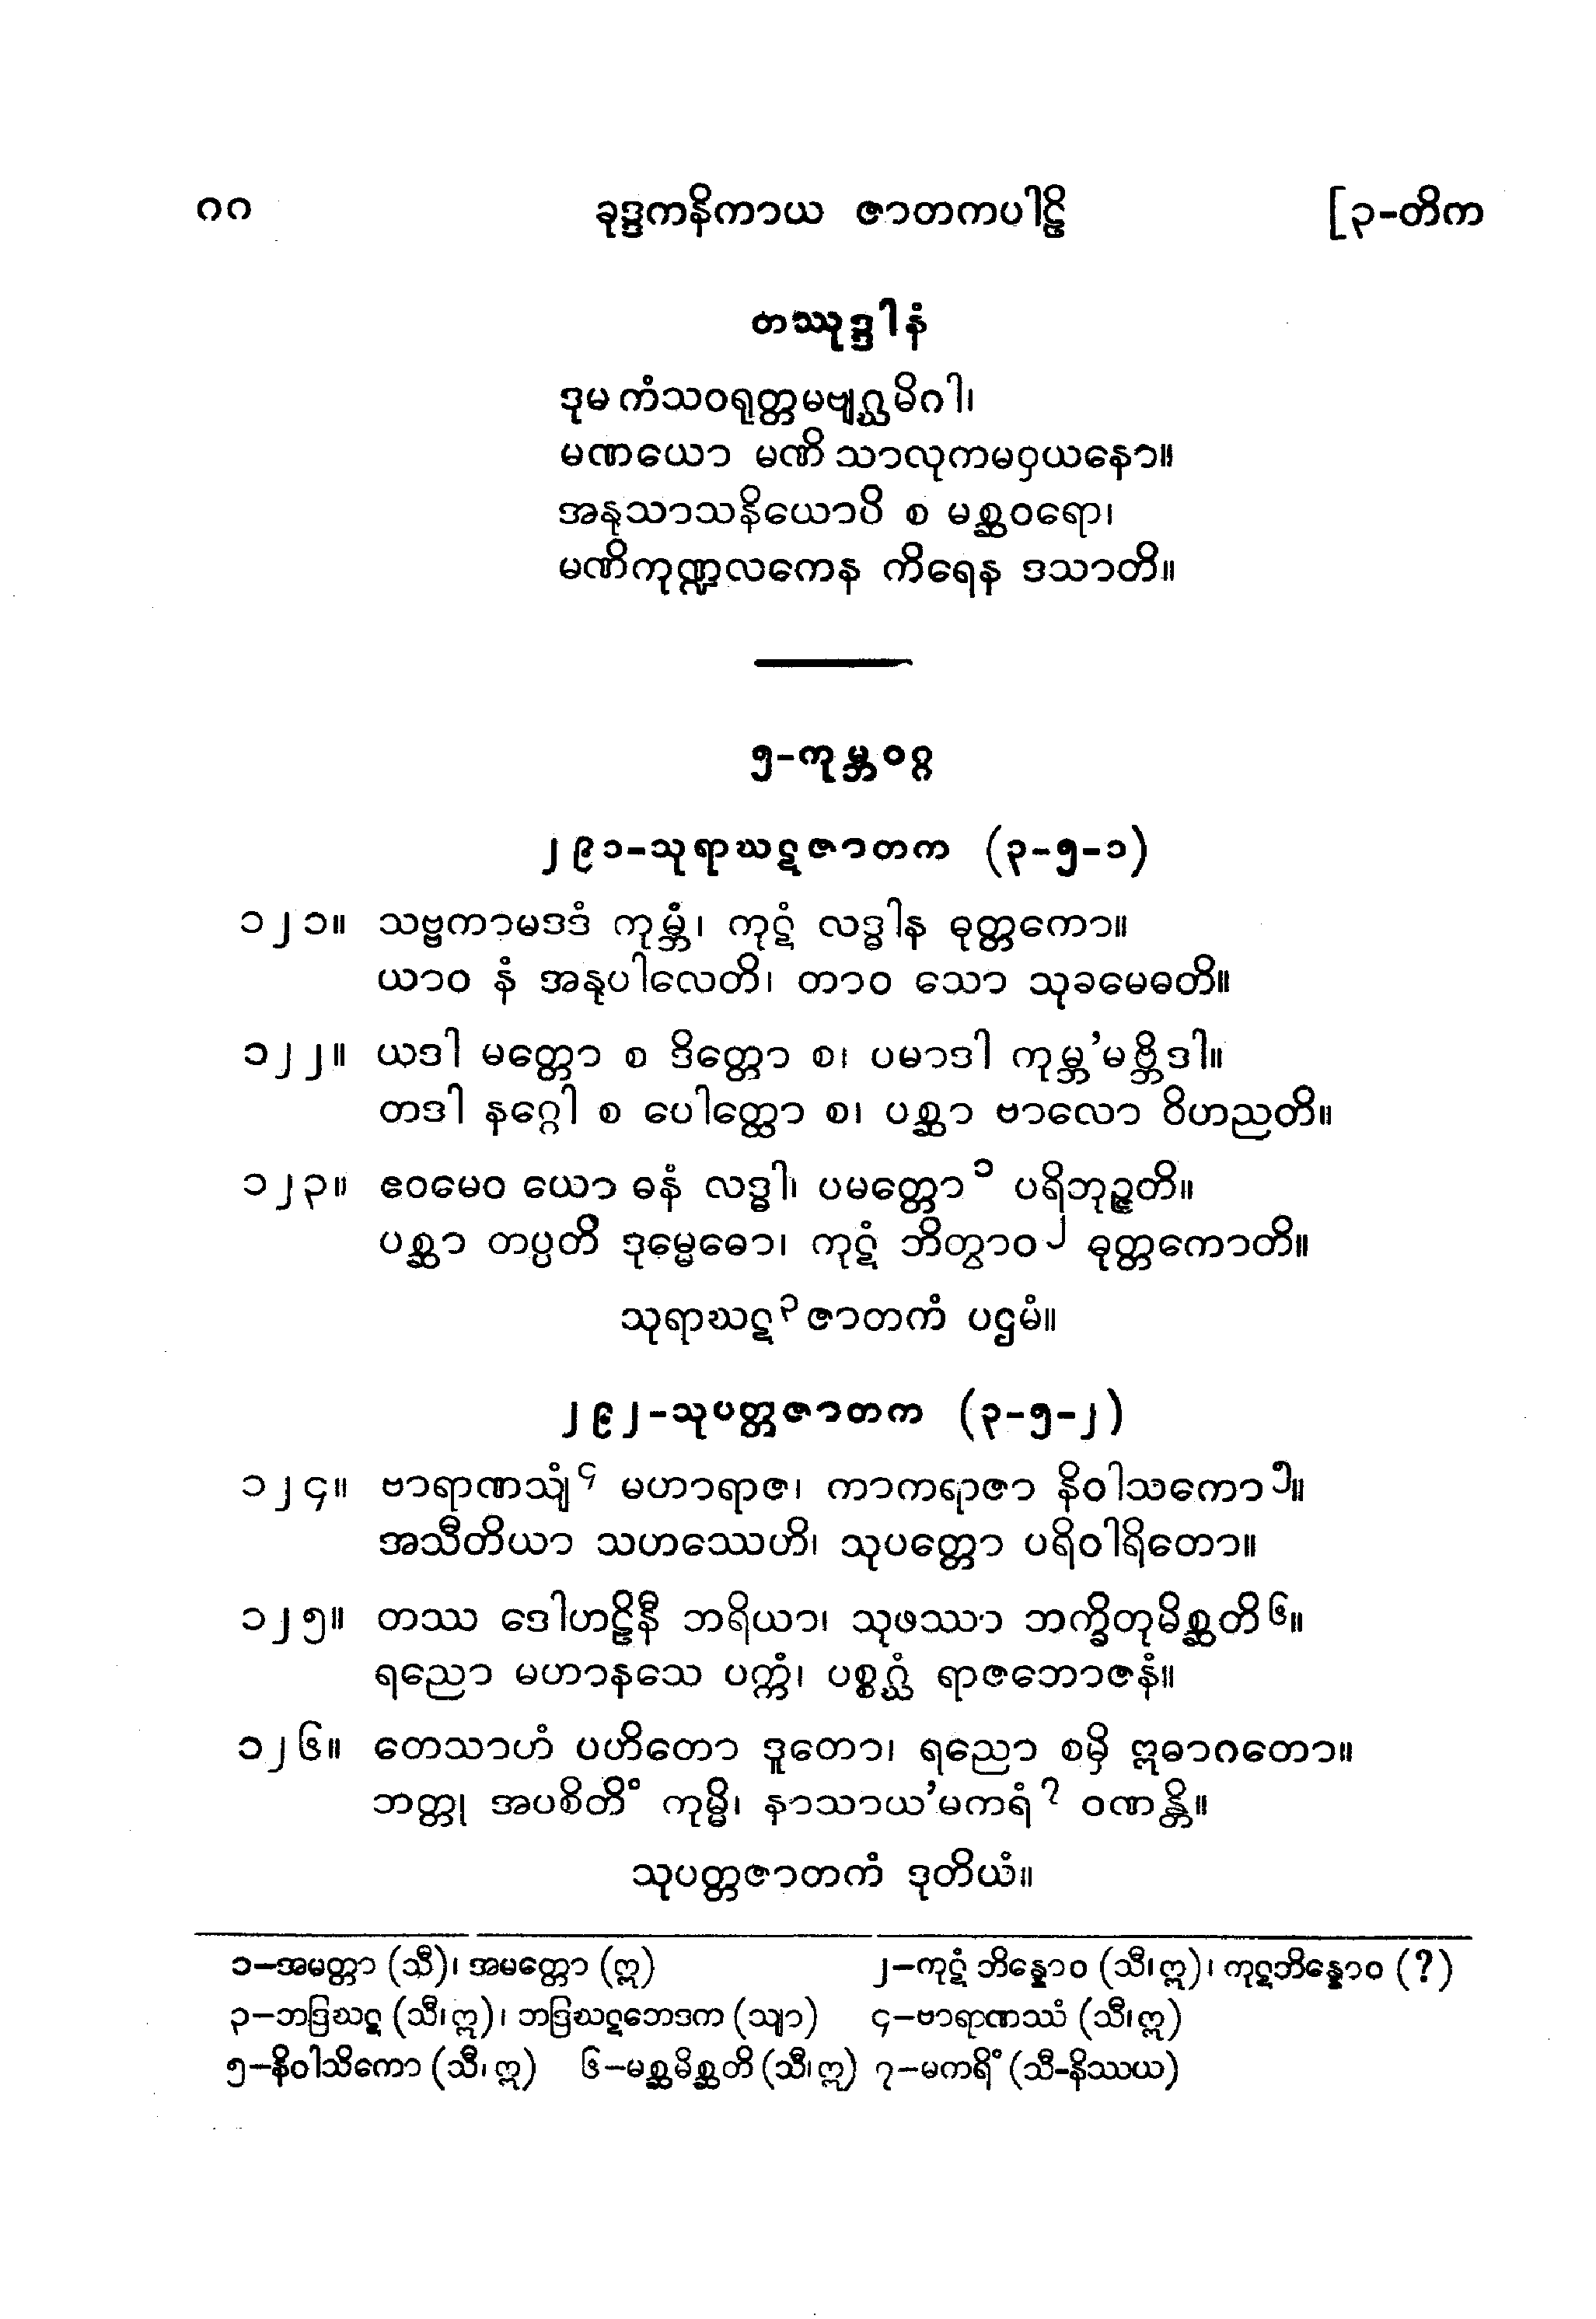 ၈၈ ခုဒ္ဒကနိကာယ ဇာတကပါဠိ [၃-တိက
တဿုဒ္ဒါနံ
ဒုမ ကံသဝရုတ္တမဗျဂ္ဃမိဂါ၊
မဏယော မဏိ သာလုကမဝှယနော။
အနုသာသနိယောပိ စ မစ္ဆဝရော၊
မဏိကုဏ္ဍလကေန ကိရေန ဒသာတိ။
၅-ကုမ္ဘဝဂ္ဂ
၂၉၁-သုရာဃဋဇာတက (၃-၅-၁)
၁၂၁။ သဗ္ဗကာမဒဒံ ကုမ္ဘံ၊ ကုဋံ လဒ္ဓါန ဓုတ္တကော။
ယာဝ နံ အနုပါလေတိ၊ တာဝ သော သုခမေဓတိ။
၁၂၂။ ယဒါ မတ္တော စ ဒိတ္တော စ၊ ပမာဒါ ကုမ္ဘ'မဗ္ဘိဒါ။
တဒါ နဂ္ဂေါ စ ပေါတ္ထော စ၊ ပစ္ဆာ ဗာလော ဝိဟညတိ။
၁၂၃။ ဧဝမေဝ ယော ဓနံ လဒ္ဓါ၊ ပမတ္တော၁ ပရိဘုဉ္ဇတိ။
ပစ္ဆာ တပ္ပတိ ဒုမ္မေဓော၊ ကုဋံ ဘိတွာဝ၂ ဓုတ္တကောတိ။
သုရာဃဋ၃ဇာတကံ ပဌမံ။
၂၉၂-သုပတ္တဇာတက (၃-၅-၂)
၁၂၄။ ဗာရာဏသျံ၄ မဟာရာဇ၊ ကာကရာဇာ နိဝါသကော၅။
အသီတိယာ သဟဿေဟိ၊ သုပတ္တော ပရိဝါရိတော။
၁၂၅။ တဿ ဒေါဟဠိနီ ဘရိယာ၊ သုဖဿာ ဘက္ခိတုမိစ္ဆတိ၆။
ရညော မဟာနသေ ပက္ကံ၊ ပစ္စဂ္ဃံ ရာဇဘောဇနံ။
၁၂၆။ တေသာဟံ ပဟိတော ဒူတော၊ ရညော စမှိ ဣဓာဂတော။
ဘတ္တု အပစိတိံ ကုမ္မိ၊ နာသာယ'မကရံ၇ ဝဏန္တိ။
သုပတ္တဇာတကံ ဒုတိယံ။
၁–အမတ္တာ (သီ)၊ အမတ္တော (ဣ) ၂–ကုဋံ ဘိန္နောဝ (သီ၊ဣ)၊ ကုဋဘိန္နောဝ (?)
၃–ဘဒြဃဋ (သီ၊ဣ)၊ ဘဒြဃဋဘေဒက (သျာ) ၄–ဗာရာဏဿံ (သီ၊ဣ)
၅–နိဝါသိကော (သီ၊ ဣ) ၆–မစ္ဆမိစ္ဆတိ (သီ၊ဣ) ၇–မကရိံ (သီ-နိဿယ)